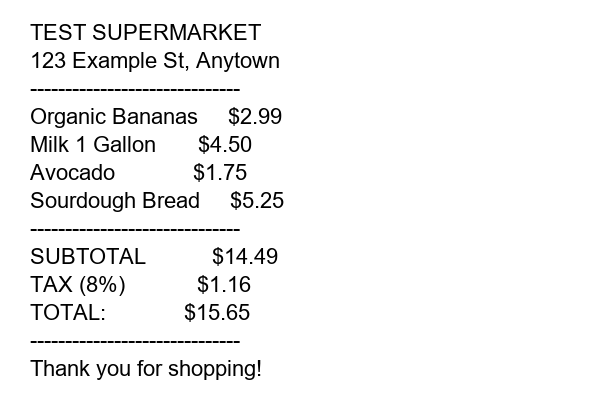 TEST SUPERMARKET
123 Example St, Anytown
------------------------------
Organic Bananas     $2.99
Milk 1 Gallon       $4.50
Avocado             $1.75
Sourdough Bread     $5.25
------------------------------
SUBTOTAL           $14.49
TAX (8%)            $1.16
TOTAL:             $15.65
------------------------------
Thank you for shopping!